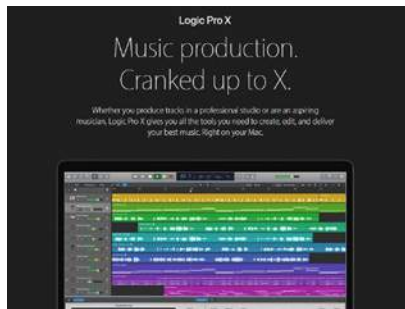 Logic Pro X
Music production.
Cranked up to X.
Whether you produce tracks in a professional studio or are an aspiring
musician, Logic Pro X gives you all the tools you need to create, edit, and deliver
your best music. Right on your Mac.